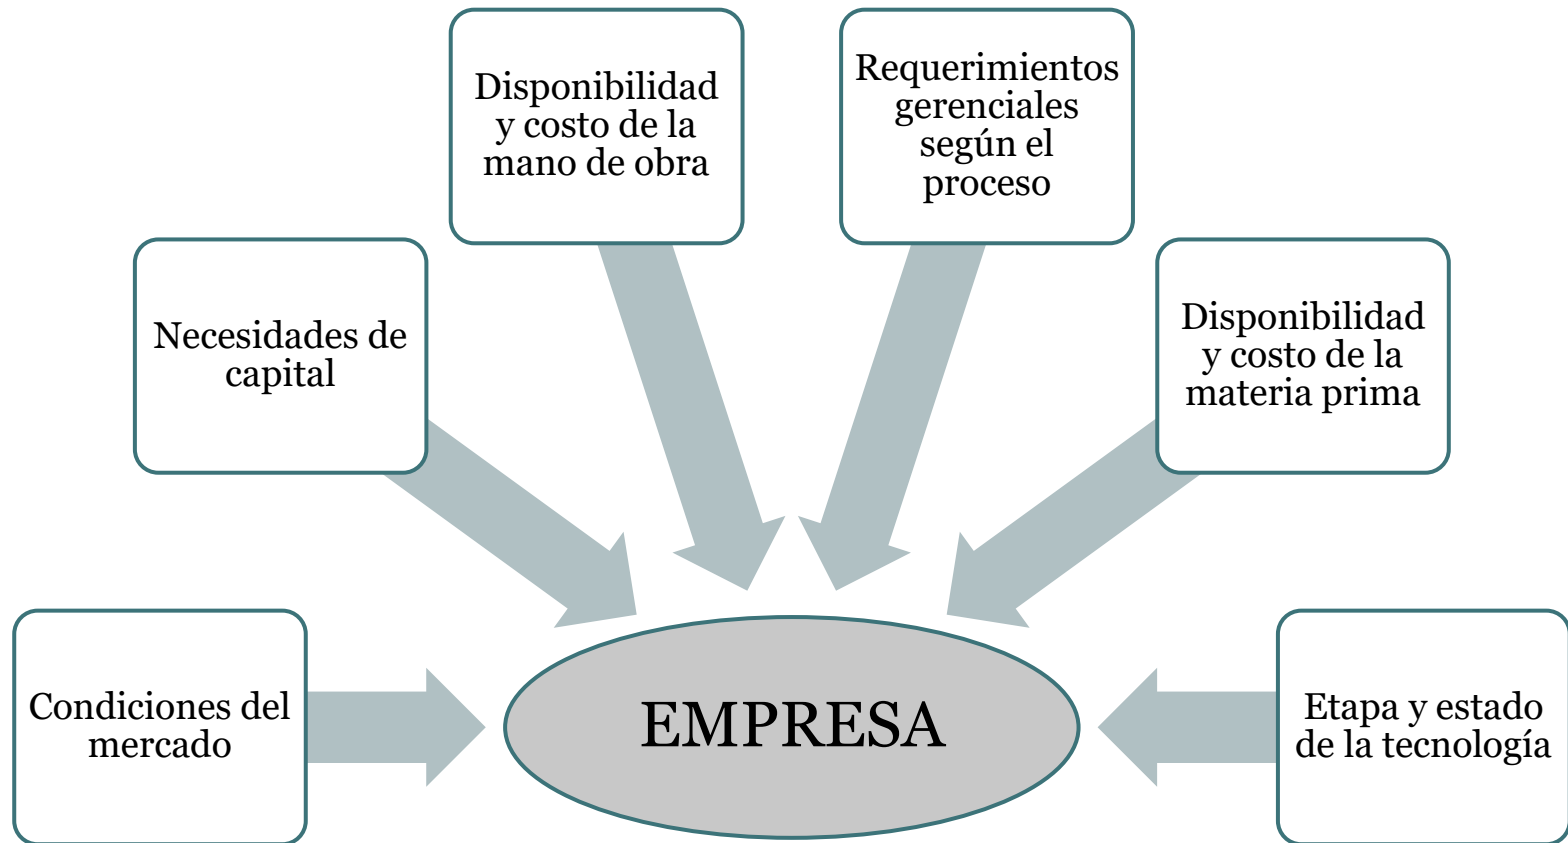 Disponibilidad
y costo de la
mano de obra
Requerimientos
gerenciales
según el
proceso
Necesidades de
capital
Disponibilidad
y costo de la
materia prima
Condiciones del
mercado
EMPRESA
Etapa y estado
de la tecnología